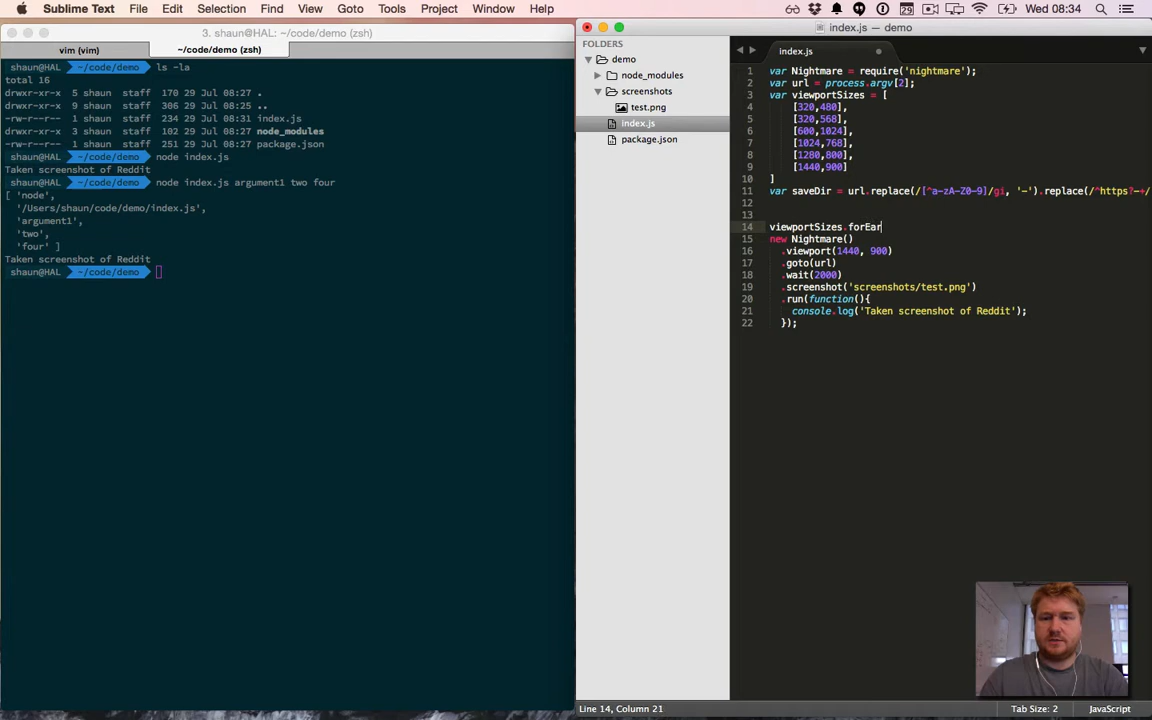 Sublime Text File Edit Selection Find View Goto Tools Project Window Help Wed 08:34
3. shaun@HAL: ~/code/demo (zsh)
vim (vim) ~/code/demo (zsh)
shaun@HAL ~/code/demo ls -la
total 16
drwxr-xr-x 5 shaun staff 170 29 Jul 08:27 .
drwxr-xr-x 9 shaun staff 306 29 Jul 08:25 ..
-rw-r--r-- 1 shaun staff 234 29 Jul 08:31 index.js
drwxr-xr-x 3 shaun staff 102 29 Jul 08:27 node_modules
-rw-r--r-- 1 shaun staff 251 29 Jul 08:27 package.json
shaun@HAL ~/code/demo node index.js
Taken screenshot of Reddit
shaun@HAL ~/code/demo node index.js argument1 two four
[ 'node',
'/Users/shaun/code/demo/index.js',
'argument1',
'two',
'four' ]
Taken screenshot of Reddit
shaun@HAL ~/code/demo
index.js — demo
FOLDERS
demo
node_modules
screenshots
test.png
index.js
package.json
index.js
1 var Nightmare = require('nightmare');
2 var url = process.argv[2];
3 var viewportSizes = [
4 [320,480],
5 [320,568],
6 [600,1024],
7 [1024,768],
8 [1280,800],
9 [1440,900]
10 ]
11 var saveDir = url.replace(/[^a-zA-Z0-9]/gi, '-').replace(/^https?-+/
12
13
14 viewportSizes.forEar
15 new Nightmare()
16 .viewport(1440, 900)
17 .goto(url)
18 .wait(2000)
19 .screenshot('screenshots/test.png')
20 .run(function(){
21 console.log('Taken screenshot of Reddit');
22 });
Line 14, Column 21 Tab Size: 2 JavaScript